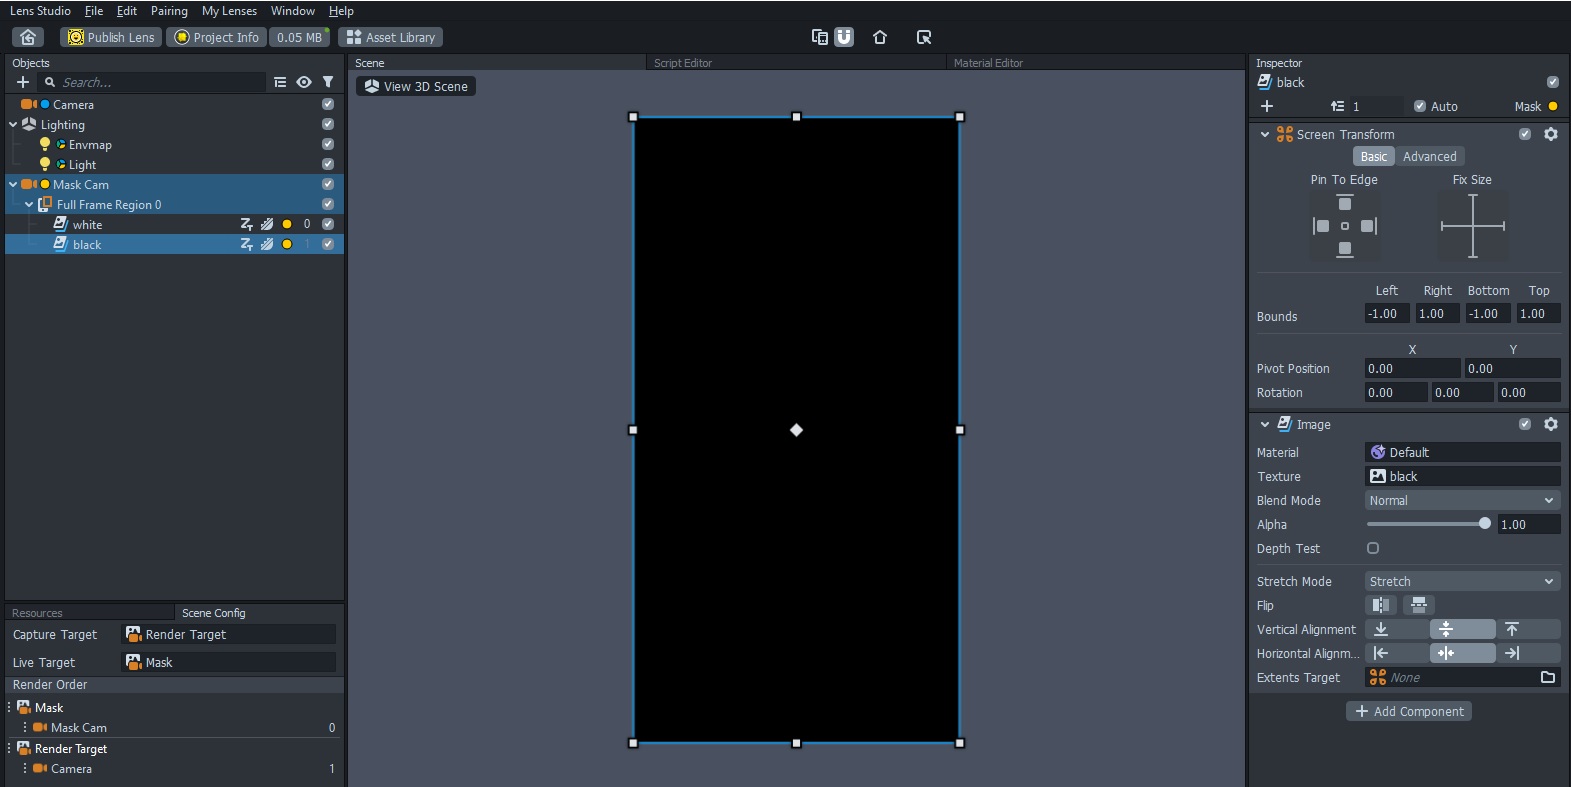 Lens Studio File Edit Pairing My Lenses Window Help
Publish Lens Project Info 0.05 MB Asset Library
Objects
Search...
Camera
Lighting
Envmap
Light
Mask Cam
Full Frame Region 0
white 0
black 1
Resources Scene Config
Capture Target Render Target
Live Target Mask
Render Order
Mask
Mask Cam 0
Render Target
Camera 1
Scene Script Editor Material Editor
View 3D Scene
Inspector
black
1 Auto Mask
Screen Transform
Basic Advanced
Pin To Edge Fix Size
Left Right Bottom Top
Bounds -1.00 1.00 -1.00 1.00
X Y
Pivot Position 0.00 0.00
Rotation 0.00 0.00 0.00
Image
Material Default
Texture black
Blend Mode Normal
Alpha 1.00
Depth Test
Stretch Mode Stretch
Flip
Vertical Alignment
Horizontal Alignm...
Extents Target None
Add Component